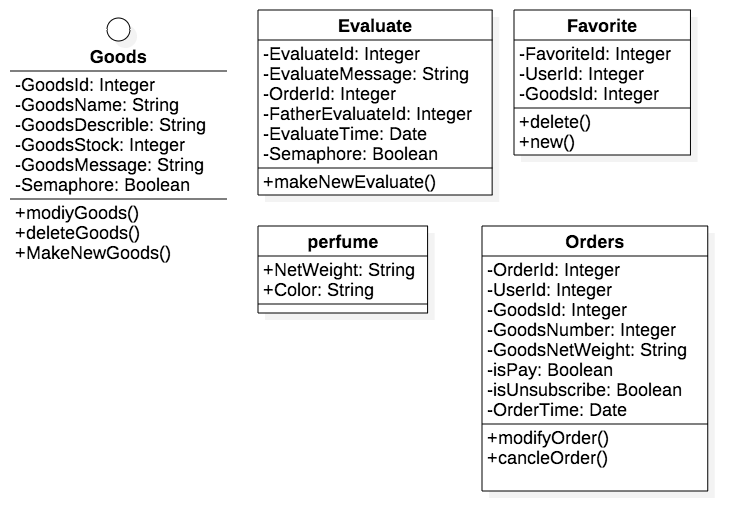 Goods
-GoodsId: Integer
-GoodsName: String
-GoodsDescrible: String
-GoodsStock: Integer
-GoodsMessage: String
-Semaphore: Boolean
+modiyGoods()
+deleteGoods()
+MakeNewGoods()
Evaluate
-EvaluateId: Integer
-EvaluateMessage: String
-OrderId: Integer
-FatherEvaluateId: Integer
-EvaluateTime: Date
-Semaphore: Boolean
+makeNewEvaluate()
Favorite
-FavoriteId: Integer
-UserId: Integer
-GoodsId: Integer
+delete()
+new()
perfume
+NetWeight: String
+Color: String
Orders
-OrderId: Integer
-UserId: Integer
-GoodsId: Integer
-GoodsNumber: Integer
-GoodsNetWeight: String
-isPay: Boolean
-isUnsubscribe: Boolean
-OrderTime: Date
+modifyOrder()
+cancleOrder()